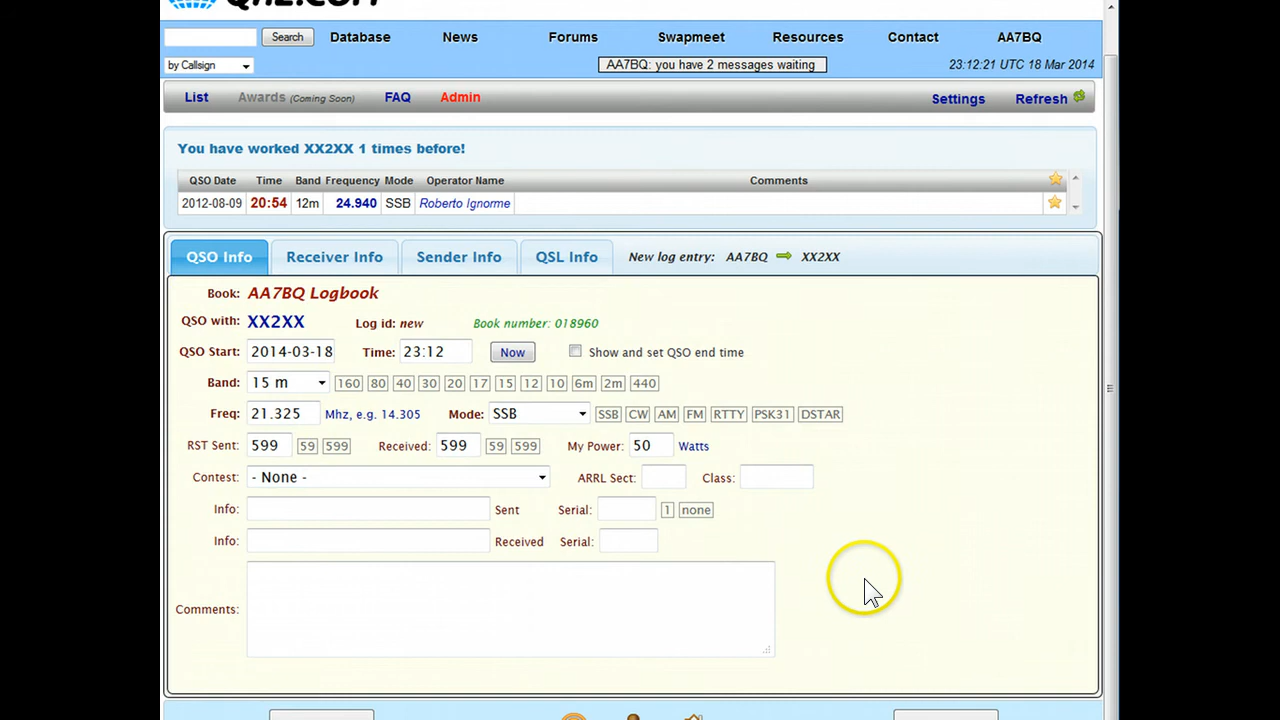 QRZ.COM
Search Database News Forums Swapmeet Resources Contact AA7BQ
by Callsign AA7BQ: you have 2 messages waiting 23:12:21 UTC 18 Mar 2014
List Awards (Coming Soon) FAQ Admin Settings Refresh
You have worked XX2XX 1 times before!
QSO Date Time Band Frequency Mode Operator Name Comments
2012-08-09 20:54 12m 24.940 SSB Roberto Ignorme
QSO Info Receiver Info Sender Info QSL Info New log entry: AA7BQ XX2XX
Book: AA7BQ Logbook
QSO with: XX2XX Log id: new Book number: 018960
QSO Start: 2014-03-18 Time: 23:12 Now Show and set QSO end time
Band: 15 m 160 80 40 30 20 17 15 12 10 6m 2m 440
Freq: 21.325 Mhz, e.g. 14.305 Mode: SSB SSB CW AM FM RTTY PSK31 DSTAR
RST Sent: 599 59 599 Received: 599 59 599 My Power: 50 Watts
Contest: - None - ARRL Sect: Class:
Info: Sent Serial: 1 none
Info: Received Serial:
Comments: